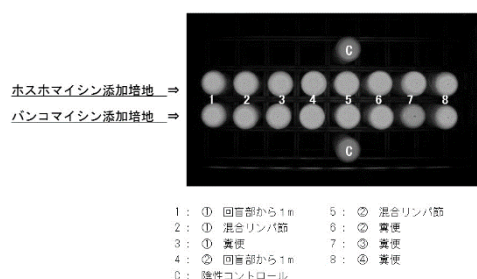 C
ホスホマイシン添加培地 ⇒
1 2 3 4 5 6 7 8
バンコマイシン添加培地 ⇒
C
1： ① 回盲部から1m
2： ① 混合リンパ節
3： ① 糞便
4： ② 回盲部から1m
C： 陰性コントロール
5： ② 混合リンパ節
6： ② 糞便
7： ③ 糞便
8： ④ 糞便